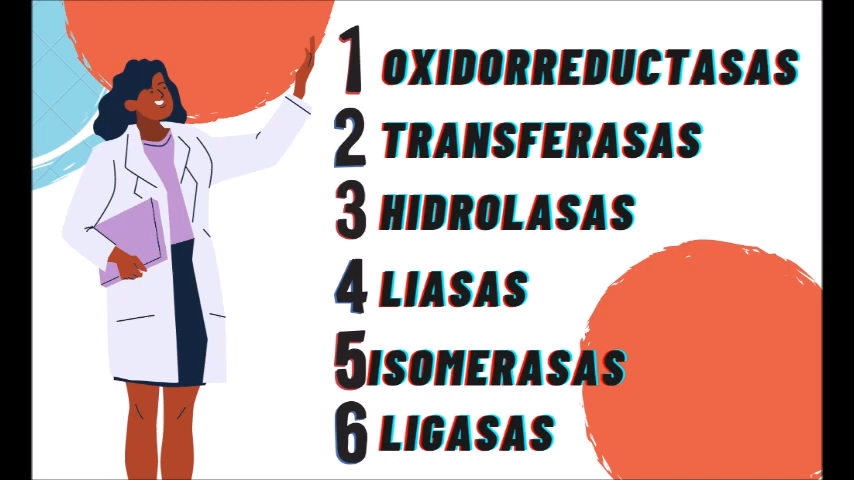 1 OXIDORREDUCTASAS
2 TRANSFERASAS
3 HIDROLASAS
4 LIASAS
5 ISOMERASAS
6 LIGASAS